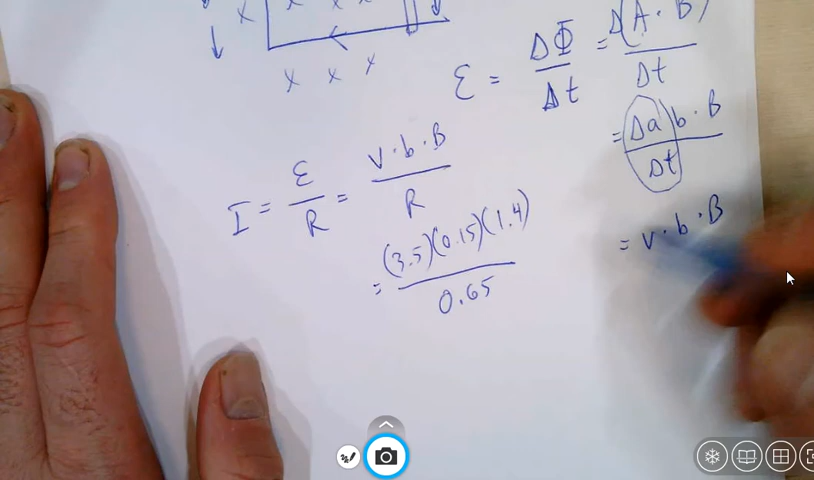 x x x x
x x x
ε = ΔΦ/Δt = Δ(A · B)/Δt
= Δa b · B/Δt
I = ε/R = v · b · B/R
= v · b · B
= (3.5)(0.15)(1.4)/0.65